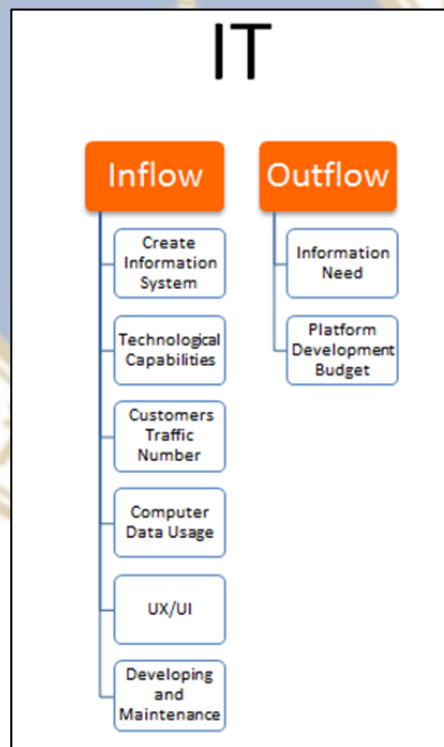 IT
Inflow
Create
Information
System
Technological
Capabilities
Customers
Traffic
Number
Computer
Data Usage
UX/UI
Developing
and
Maintenance
Outflow
Information
Need
Platform
Development
Budget